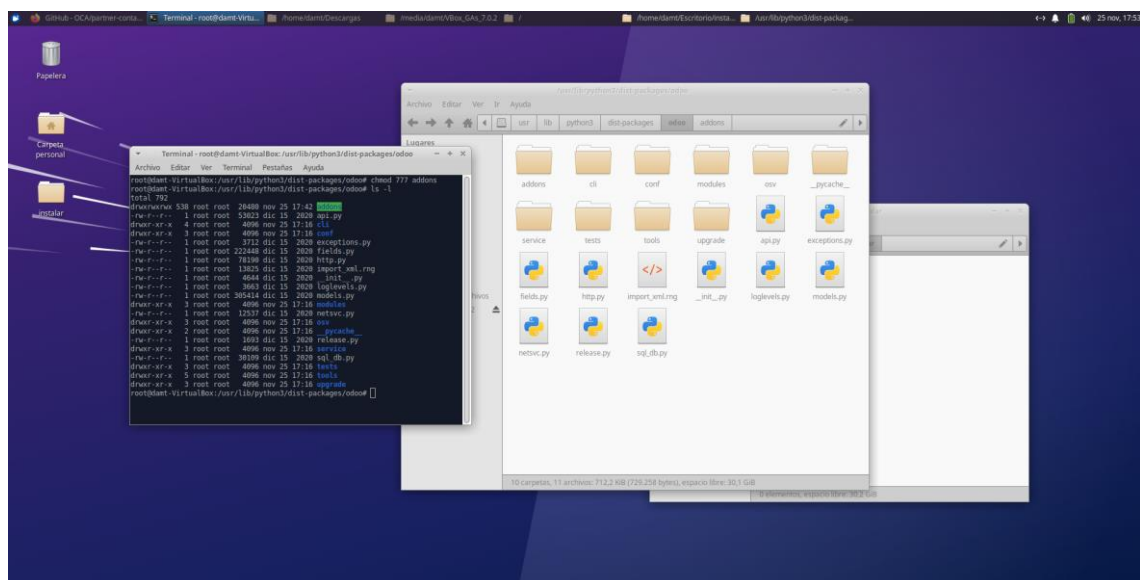 GitHub - OCA/partner-conta...
Terminal - root@damt-Virtu...
/home/damt/Descargas
/media/damt/VBox_GAs_7.0.2
/
/home/damt/Escritorio/insta...
/usr/lib/python3/dist-packag...
25 nov, 17:53
Papelera
Carpeta
personal
instalar
Terminal - root@damt-VirtualBox: /usr/lib/python3/dist-packages/odoo
Archivo Editar Ver Terminal Pestañas Ayuda
root@damt-VirtualBox:/usr/lib/python3/dist-packages/odoo# chmod 777 addons
root@damt-VirtualBox:/usr/lib/python3/dist-packages/odoo# ls -l
total 792
drwxrwxrwx 538 root root 20480 nov 25 17:42 addons
-rw-r--r-- 1 root root 53023 dic 15 2020 api.py
drwxr-xr-x 4 root root 4096 nov 25 17:16 cli
drwxr-xr-x 3 root root 4096 nov 25 17:16 conf
-rw-r--r-- 1 root root 3712 dic 15 2020 exceptions.py
-rw-r--r-- 1 root root 222448 dic 15 2020 fields.py
-rw-r--r-- 1 root root 78190 dic 15 2020 http.py
-rw-r--r-- 1 root root 13825 dic 15 2020 import_xml.rng
-rw-r--r-- 1 root root 4644 dic 15 2020 __init__.py
-rw-r--r-- 1 root root 3663 dic 15 2020 loglevels.py
-rw-r--r-- 1 root root 305414 dic 15 2020 models.py
drwxr-xr-x 3 root root 4096 nov 25 17:16 modules
-rw-r--r-- 1 root root 12537 dic 15 2020 netsvc.py
drwxr-xr-x 3 root root 4096 nov 25 17:16 osv
drwxr-xr-x 2 root root 4096 nov 25 17:16 __pycache__
-rw-r--r-- 1 root root 1693 dic 15 2020 release.py
drwxr-xr-x 3 root root 4096 nov 25 17:16 service
-rw-r--r-- 1 root root 30109 dic 15 2020 sql_db.py
drwxr-xr-x 3 root root 4096 nov 25 17:16 tests
drwxr-xr-x 5 root root 4096 nov 25 17:16 tools
drwxr-xr-x 3 root root 4096 nov 25 17:16 upgrade
root@damt-VirtualBox:/usr/lib/python3/dist-packages/odoo#
/usr/lib/python3/dist-packages/odoo
Archivo Editar Ver Ir Ayuda
usr lib python3 dist-packages odoo addons
Lugares
addons cli conf modules osv __pycache__
service tests tools upgrade api.py exceptions.py
fields.py http.py import_xml.rng __init__.py loglevels.py models.py
netsvc.py release.py sql_db.py
10 carpetas, 11 archivos: 712,2 KiB (729.258 bytes), espacio libre: 30,1 GiB
0 elementos, espacio libre: 30,2 GiB